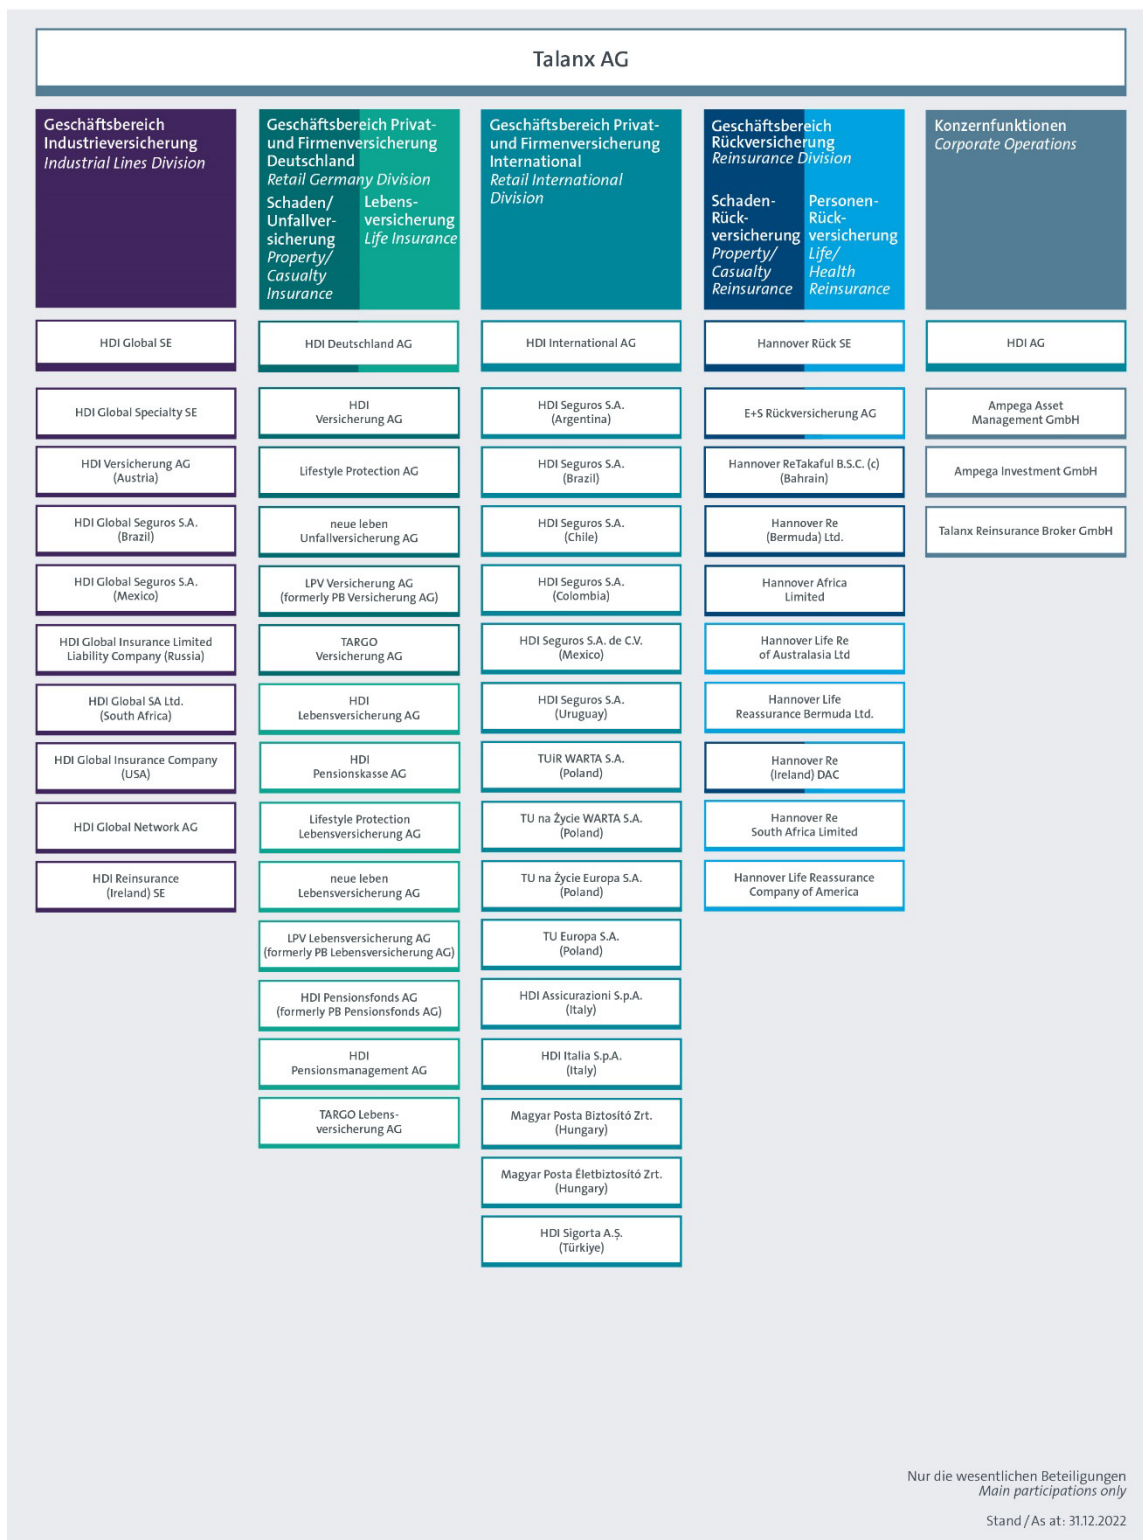 Talanx AG
Geschäftsbereich
Industrieversicherung
Industrial Lines Division
Geschäftsbereich Privat-
und Firmenversicherung
Deutschland
Retail Germany Division
Schaden/
Unfallver-
sicherung
Property/
Casualty
Insurance
Lebens-
versicherung
Life Insurance
Geschäftsbereich Privat-
und Firmenversicherung
International
Retail International
Division
Geschäftsbereich
Rückversicherung
Reinsurance Division
Schaden-
Rück-
versicherung
Property/
Casualty
Reinsurance
Personen-
Rück-
versicherung
Life/
Health
Reinsurance
Konzernfunktionen
Corporate Operations
HDI Global SE
HDI Global Specialty SE
HDI Versicherung AG
(Austria)
HDI Global Seguros S.A.
(Brazil)
HDI Global Seguros S.A.
(Mexico)
HDI Global Insurance Limited
Liability Company (Russia)
HDI Global SA Ltd.
(South Africa)
HDI Global Insurance Company
(USA)
HDI Global Network AG
HDI Reinsurance
(Ireland) SE
HDI Deutschland AG
HDI
Versicherung AG
Lifestyle Protection AG
neue leben
Unfallversicherung AG
LPV Versicherung AG
(formerly PB Versicherung AG)
TARGO
Versicherung AG
HDI
Lebensversicherung AG
HDI
Pensionskasse AG
Lifestyle Protection
Lebensversicherung AG
neue leben
Lebensversicherung AG
LPV Lebensversicherung AG
(formerly PB Lebensversicherung AG)
HDI Pensionsfonds AG
(formerly PB Pensionsfonds AG)
HDI
Pensionsmanagement AG
TARGO Lebens-
versicherung AG
HDI International AG
HDI Seguros S.A.
(Argentina)
HDI Seguros S.A.
(Brazil)
HDI Seguros S.A.
(Chile)
HDI Seguros S.A.
(Colombia)
HDI Seguros S.A. de C.V.
(Mexico)
HDI Seguros S.A.
(Uruguay)
TUiR WARTA S.A.
(Poland)
TU na Życie WARTA S.A.
(Poland)
TU na Życie Europa S.A.
(Poland)
TU Europa S.A.
(Poland)
HDI Assicurazioni S.p.A.
(Italy)
HDI Italia S.p.A.
(Italy)
Magyar Posta Biztosító Zrt.
(Hungary)
Magyar Posta Életbiztosító Zrt.
(Hungary)
HDI Sigorta A.Ş.
(Türkiye)
Hannover Rück SE
E+S Rückversicherung AG
Hannover ReTakaful B.S.C. (c)
(Bahrain)
Hannover Re
(Bermuda) Ltd.
Hannover Africa
Limited
Hannover Life Re
of Australasia Ltd
Hannover Life
Reassurance Bermuda Ltd.
Hannover Re
(Ireland) DAC
Hannover Re
South Africa Limited
Hannover Life Reassurance
Company of America
HDI AG
Ampega Asset
Management GmbH
Ampega Investment GmbH
Talanx Reinsurance Broker GmbH
Nur die wesentlichen Beteiligungen
Main participations only
Stand / As at: 31.12.2022